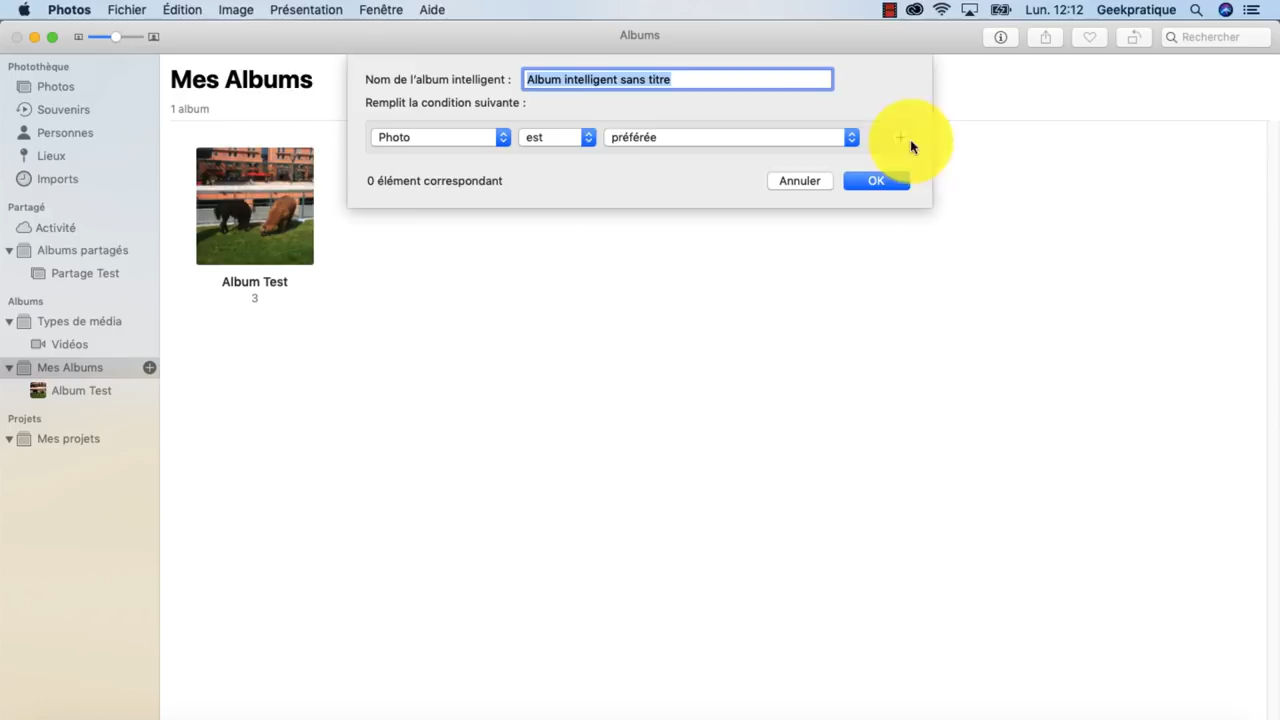 Photos Fichier Édition Image Présentation Fenêtre Aide Lun. 12:12 Geekpratique
Albums
Rechercher
Photothèque
Photos
Souvenirs
Personnes
Lieux
Imports
Partagé
Activité
Albums partagés
Partage Test
Albums
Types de média
Vidéos
Mes Albums
Album Test
Projets
Mes projets
Mes Albums
1 album
Album Test
3
Nom de l'album intelligent : Album intelligent sans titre
Remplit la condition suivante :
Photo est préférée
0 élément correspondant Annuler OK